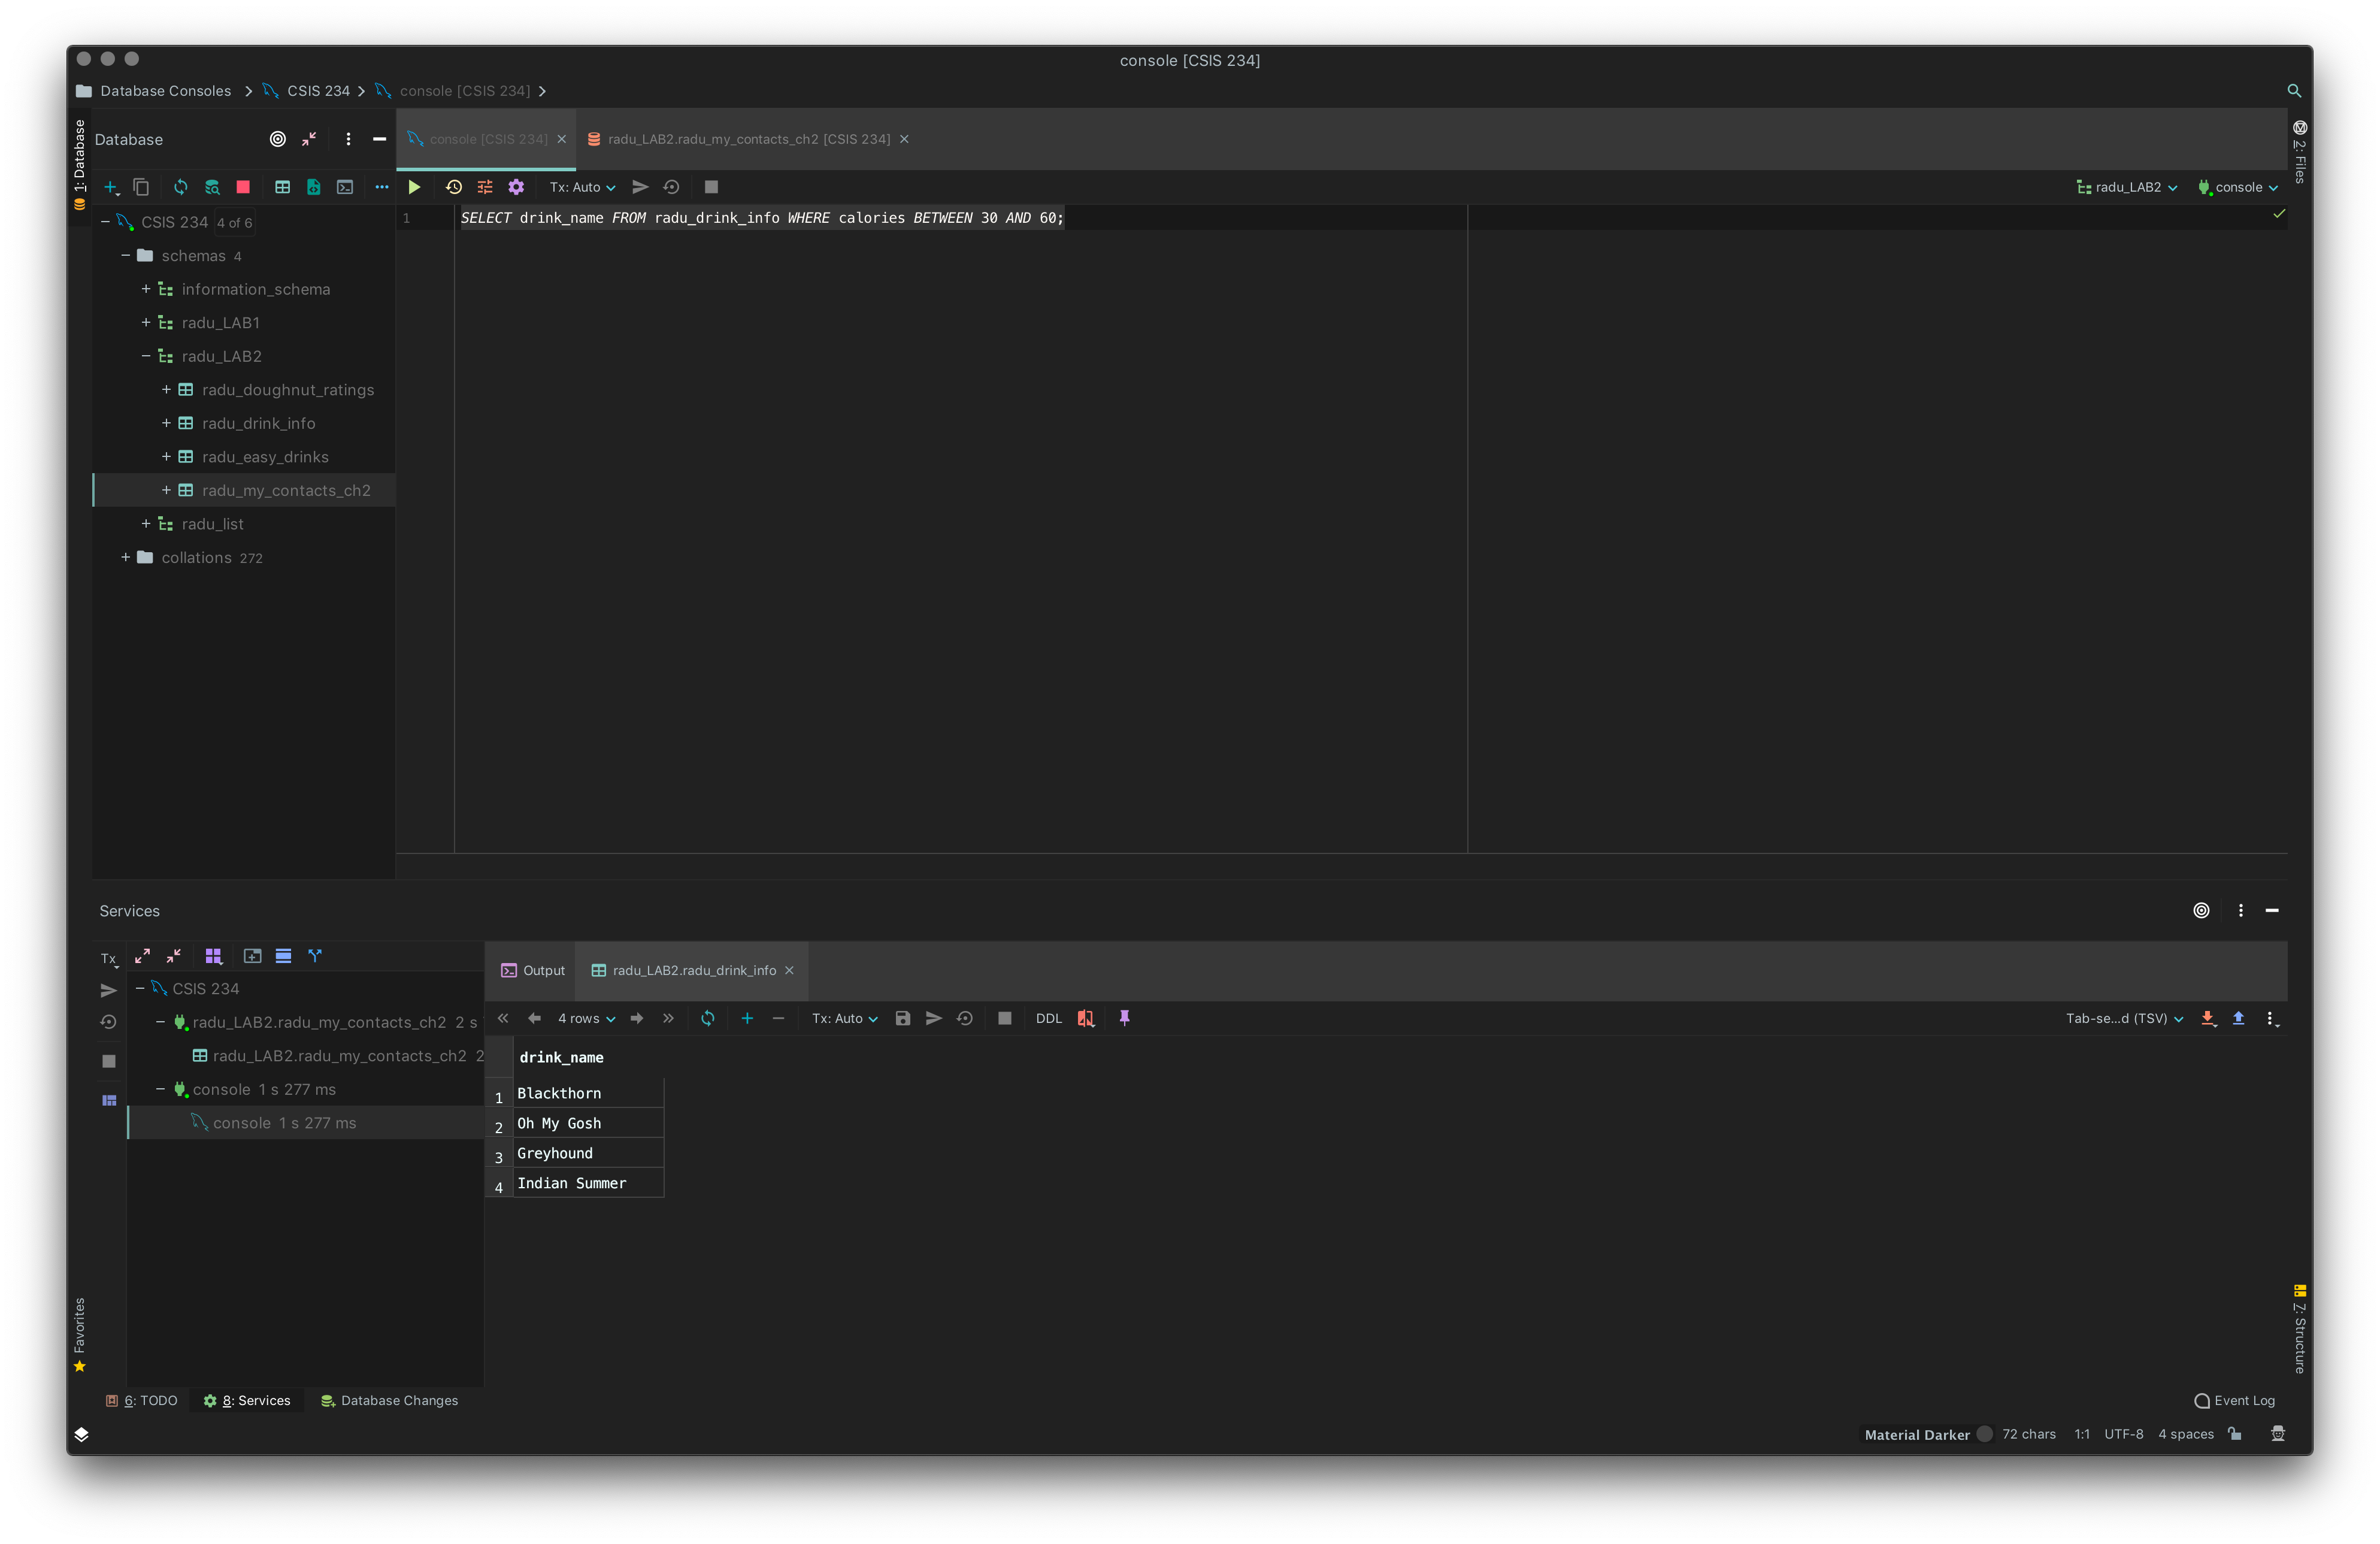 console [CSIS 234]
Database Consoles CSIS 234 console [CSIS 234]
1: Database
Database
console [CSIS 234]
radu_LAB2.radu_my_contacts_ch2 [CSIS 234]
2: Files
Tx: Auto
radu_LAB2
console
CSIS 234 4 of 6
schemas 4
information_schema
radu_LAB1
radu_LAB2
radu_doughnut_ratings
radu_drink_info
radu_easy_drinks
radu_my_contacts_ch2
radu_list
collations 272
1 SELECT drink_name FROM radu_drink_info WHERE calories BETWEEN 30 AND 60;
Services
Tx
CSIS 234
radu_LAB2.radu_my_contacts_ch2 2 s
radu_LAB2.radu_my_contacts_ch2 2
console 1 s 277 ms
console 1 s 277 ms
Output
radu_LAB2.radu_drink_info
4 rows
Tx: Auto
DDL
Tab-se...d (TSV)
drink_name
1 Blackthorn
2 Oh My Gosh
3 Greyhound
4 Indian Summer
Favorites
7: Structure
6: TODO
8: Services
Database Changes
Event Log
Material Darker
72 chars
1:1
UTF-8
4 spaces